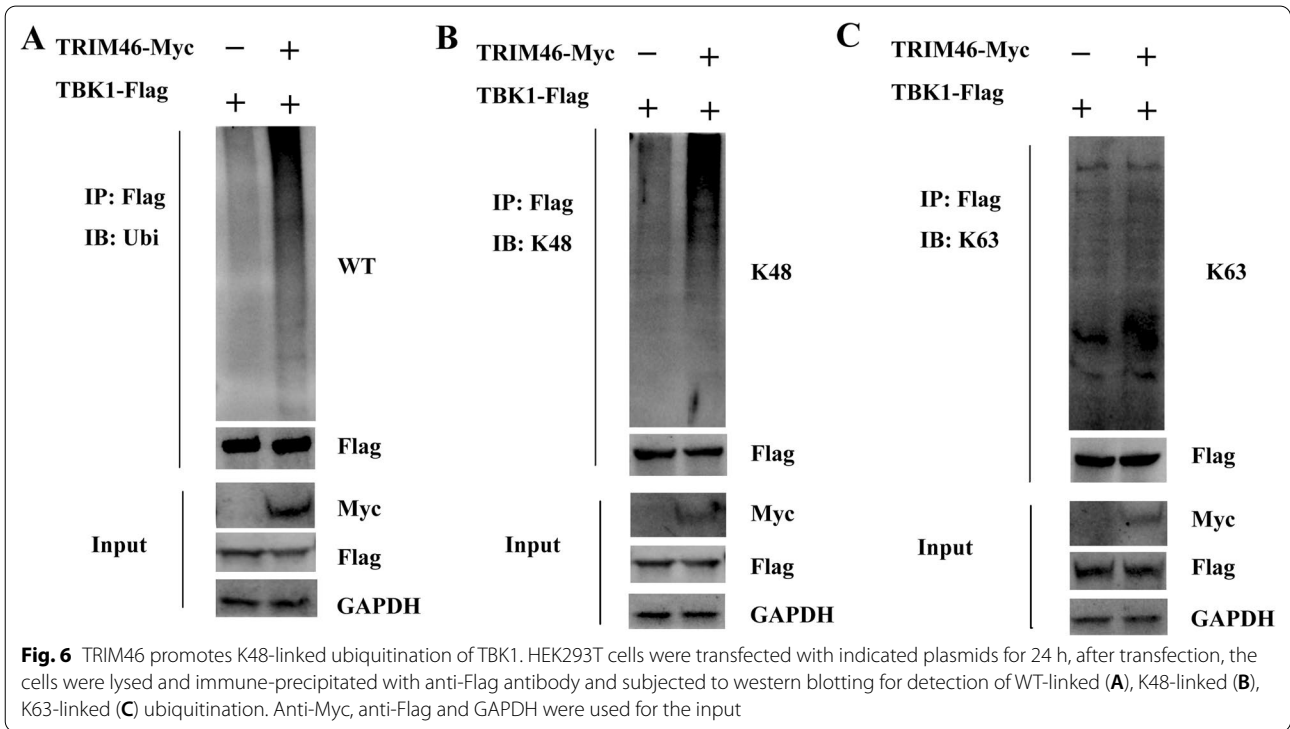 A
TRIM46-Myc − +
TBK1-Flag + +
IP: Flag
IB: Ubi
WT
Flag
Input
Myc
Flag
GAPDH
B
TRIM46-Myc − +
TBK1-Flag + +
IP: Flag
IB: K48
K48
Flag
Input
Myc
Flag
GAPDH
C
TRIM46-Myc − +
TBK1-Flag + +
IP: Flag
IB: K63
K63
Flag
Input
Myc
Flag
GAPDH
Fig. 6 TRIM46 promotes K48-linked ubiquitination of TBK1. HEK293T cells were transfected with indicated plasmids for 24 h, after transfection, the
cells were lysed and immune-precipitated with anti-Flag antibody and subjected to western blotting for detection of WT-linked (A), K48-linked (B),
K63-linked (C) ubiquitination. Anti-Myc, anti-Flag and GAPDH were used for the input